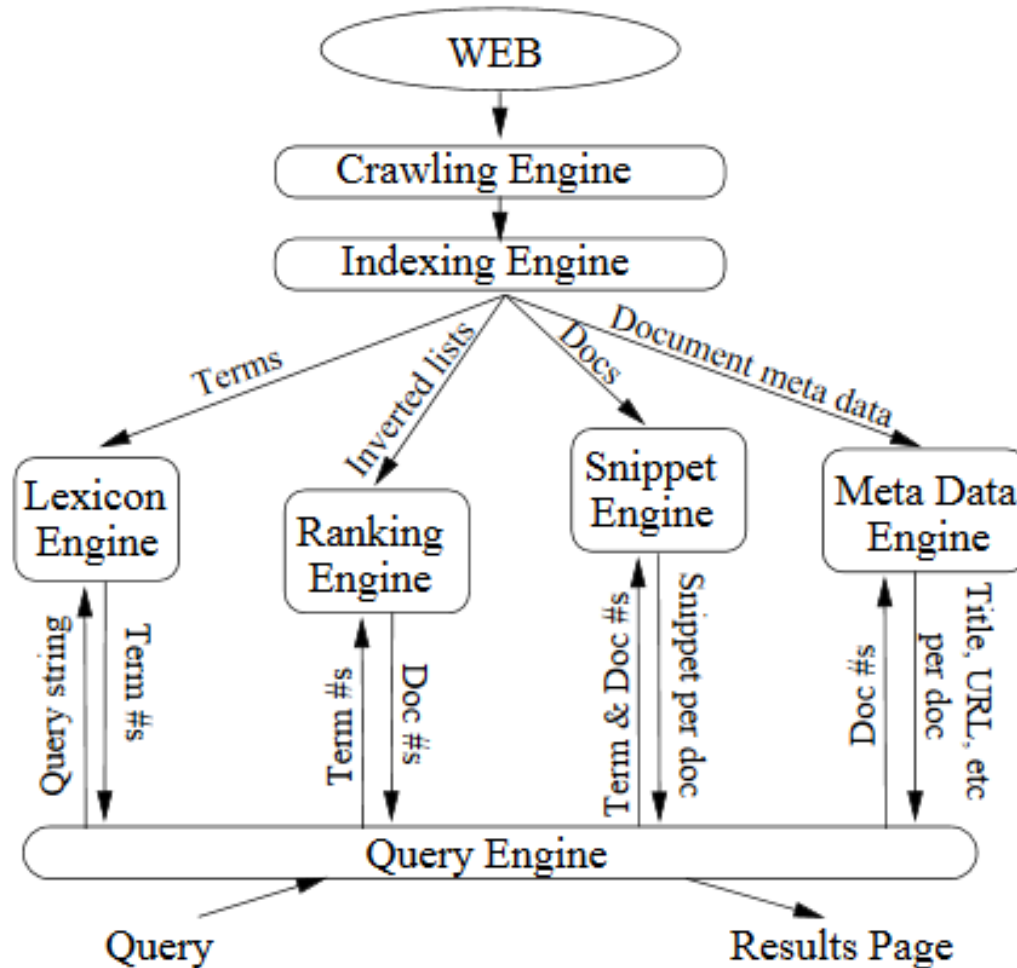 WEB
Crawling Engine
Indexing Engine
Terms
Inverted lists
Docs
Document meta data
Lexicon
Engine
Ranking
Engine
Snippet
Engine
Meta Data
Engine
Query string
Term #s
Term #s
Doc #s
Term & Doc #s
Snippet per doc
Doc #s
Title, URL, etc
per doc
Query Engine
Query
Results Page